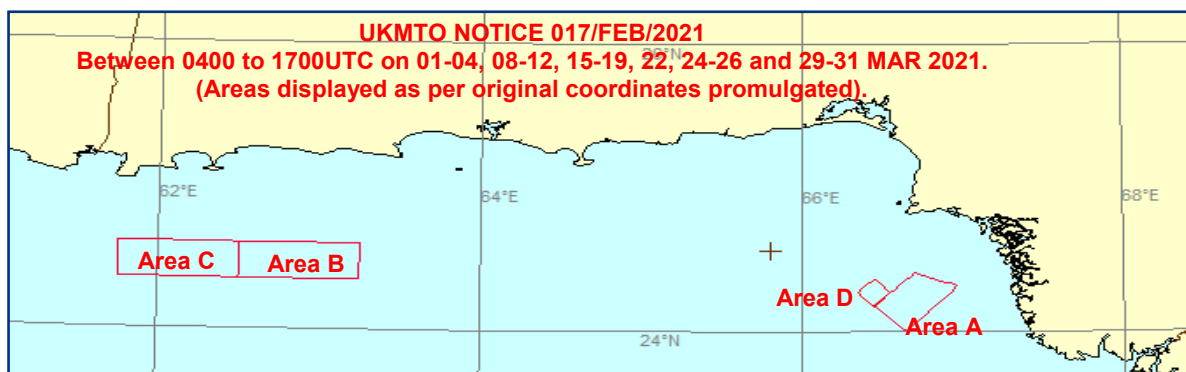 UKMTO NOTICE 017/FEB/2021
26°N
Between 0400 to 1700UTC on 01-04, 08-12, 15-19, 22, 24-26 and 29-31 MAR 2021.
(Areas displayed as per original coordinates promulgated).
62°E
64°E
66°E
68°E
Area C
Area B
Area D
Area A
24°N